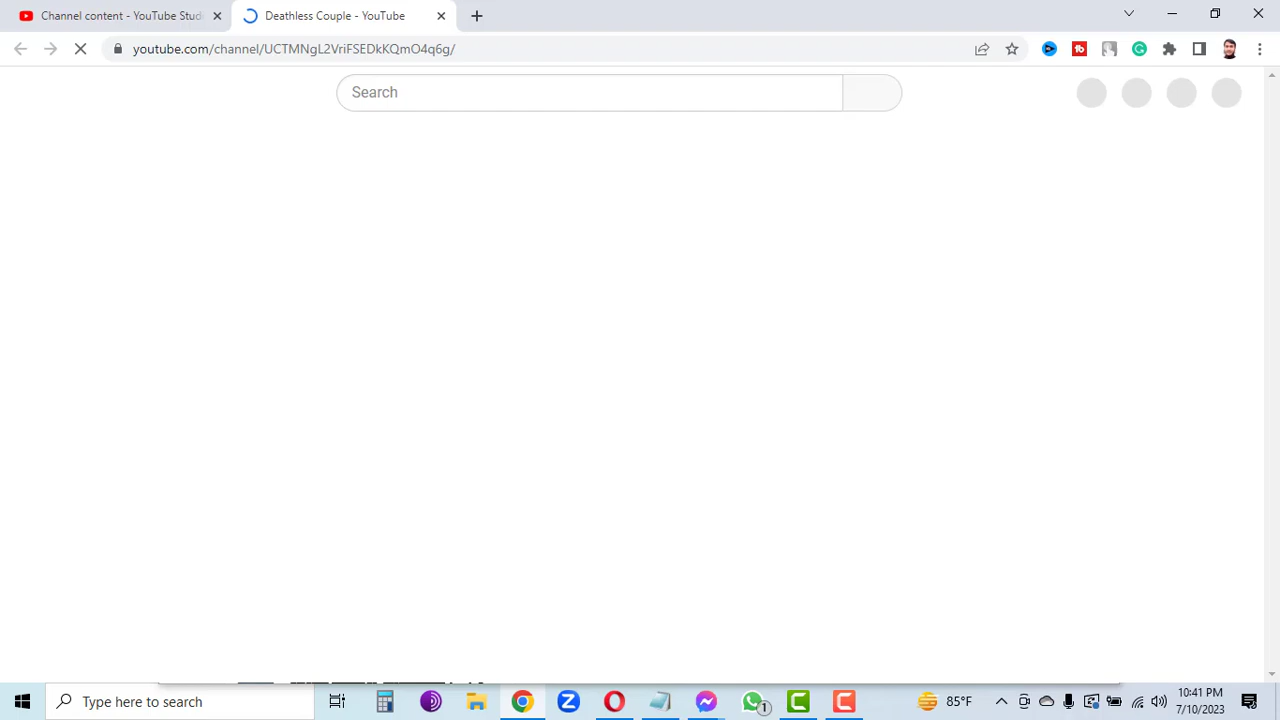 Channel content - YouTube Stud
Deathless Couple - YouTube
youtube.com/channel/UCTMNgL2VriFSEDkKQmO4q6g/
Search
Type here to search
1
85°F
10:41 PM
7/10/2023